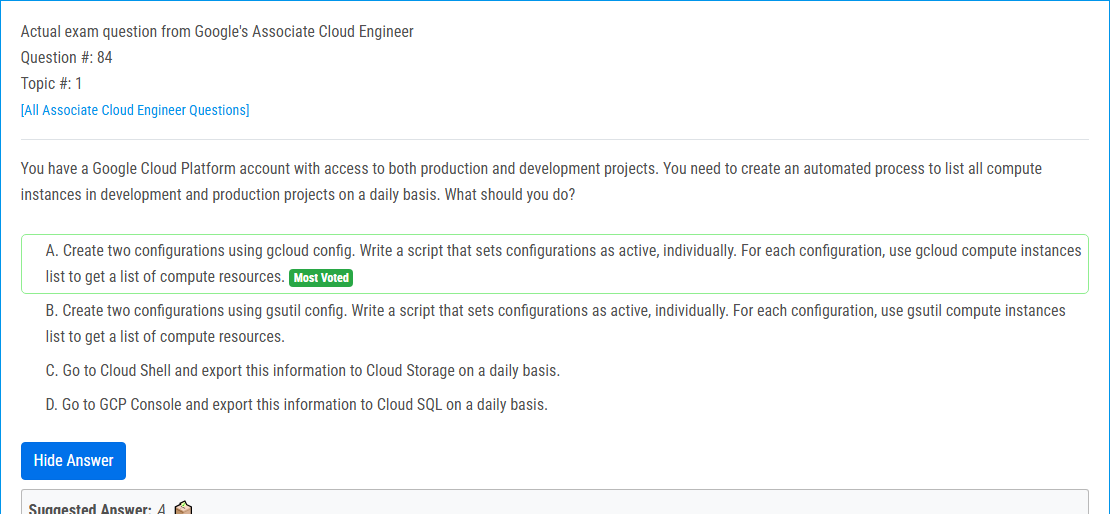 Actual exam question from Google's Associate Cloud Engineer
Question #: 84
Topic #: 1
[All Associate Cloud Engineer Questions]
You have a Google Cloud Platform account with access to both production and development projects. You need to create an automated process to list all compute
instances in development and production projects on a daily basis. What should you do?
A. Create two configurations using gcloud config. Write a script that sets configurations as active, individually. For each configuration, use gcloud compute instances
list to get a list of compute resources. Most Voted
B. Create two configurations using gsutil config. Write a script that sets configurations as active, individually. For each configuration, use gsutil compute instances
list to get a list of compute resources.
C. Go to Cloud Shell and export this information to Cloud Storage on a daily basis.
D. Go to GCP Console and export this information to Cloud SQL on a daily basis.
Hide Answer
Suggested Answer: A